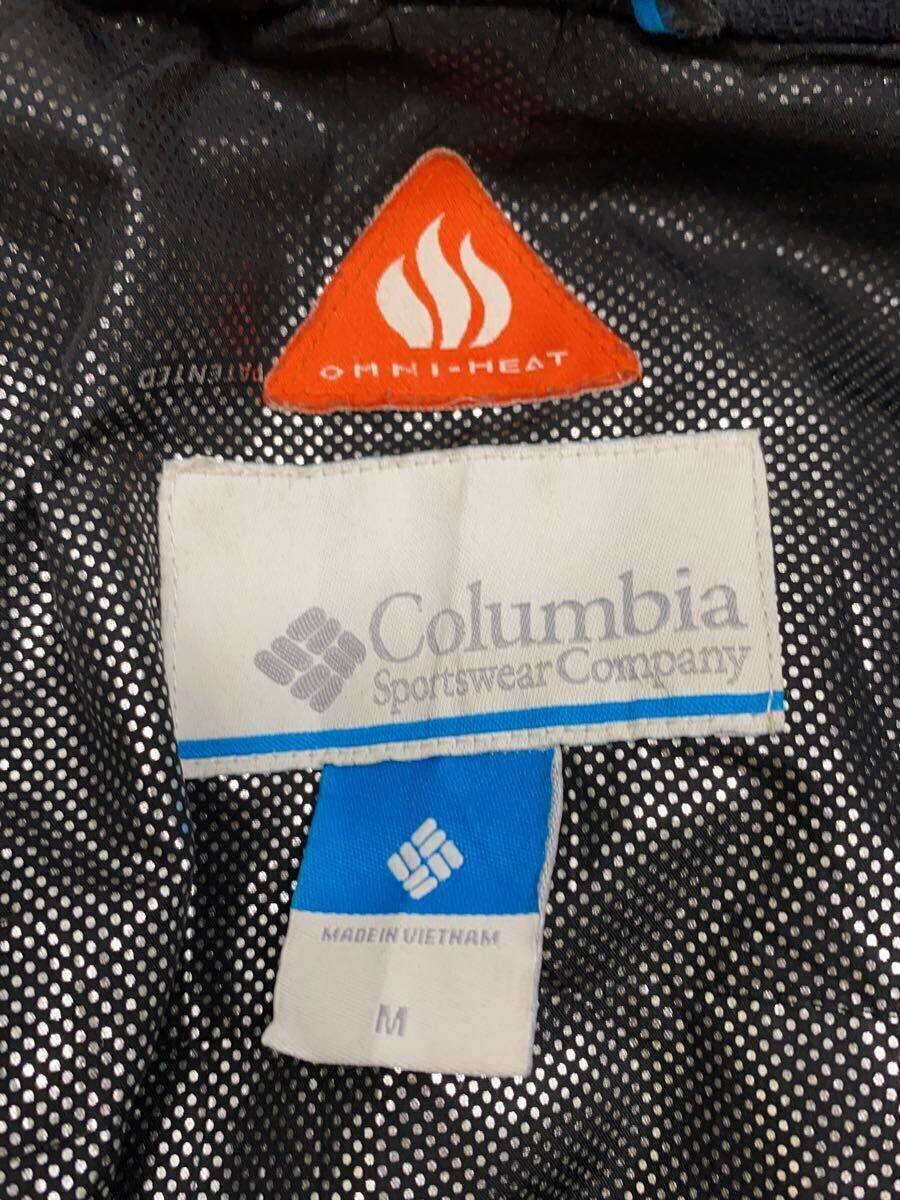 PATENTED
OMNI-HEAT
Columbia
Sportswear Company
MADE IN VIETNAM
M